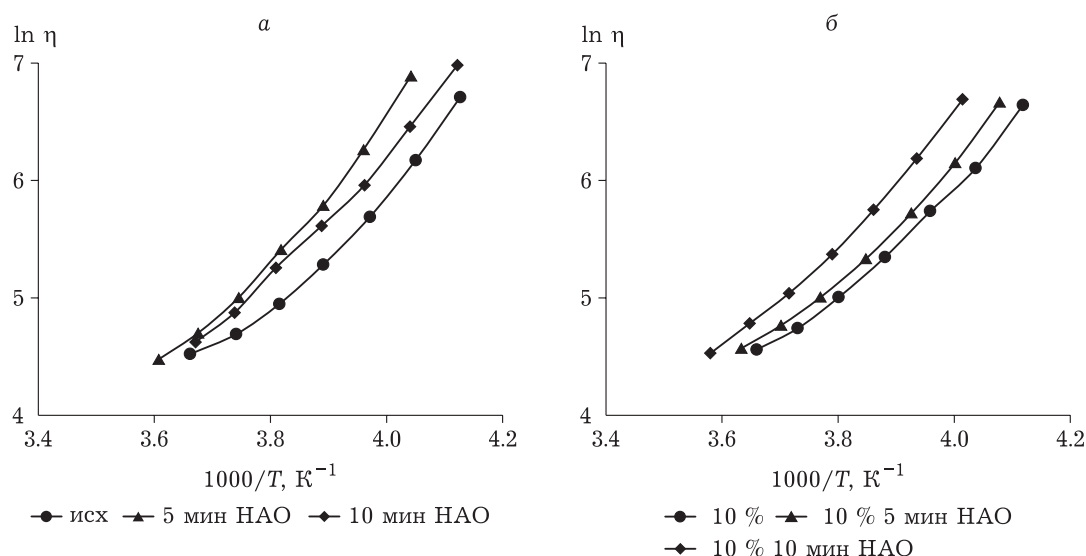 а
ln η
7
6
5
4
3.4 3.6 3.8 4.0 4.2
1000/T, К⁻¹
исх 5 мин НАО 10 мин НАО
б
ln η
7
6
5
4
3.4 3.6 3.8 4.0 4.2
1000/T, К⁻¹
10 % 10 % 5 мин НАО
10 % 10 мин НАО